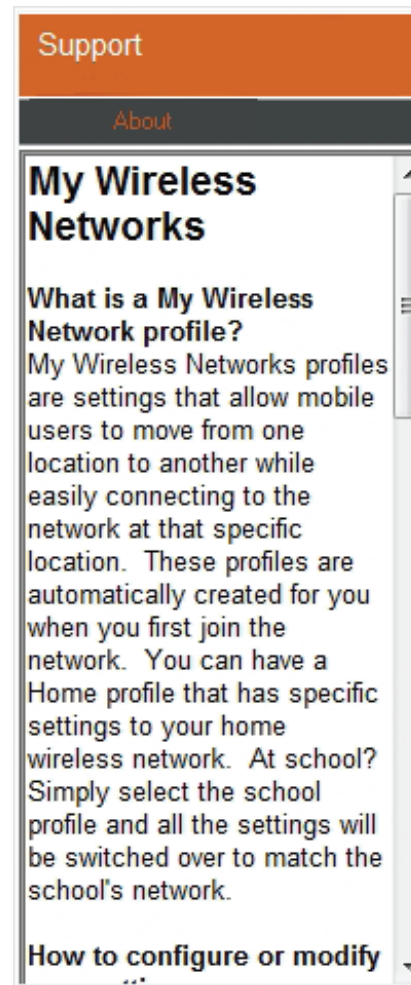 Support
About
My Wireless
Networks
What is a My Wireless
Network profile?
My Wireless Networks profiles
are settings that allow mobile
users to move from one
location to another while
easily connecting to the
network at that specific
location.  These profiles are
automatically created for you
when you first join the
network.  You can have a
Home profile that has specific
settings to your home
wireless network.  At school?
Simply select the school
profile and all the settings will
be switched over to match the
school's network.
How to configure or modify